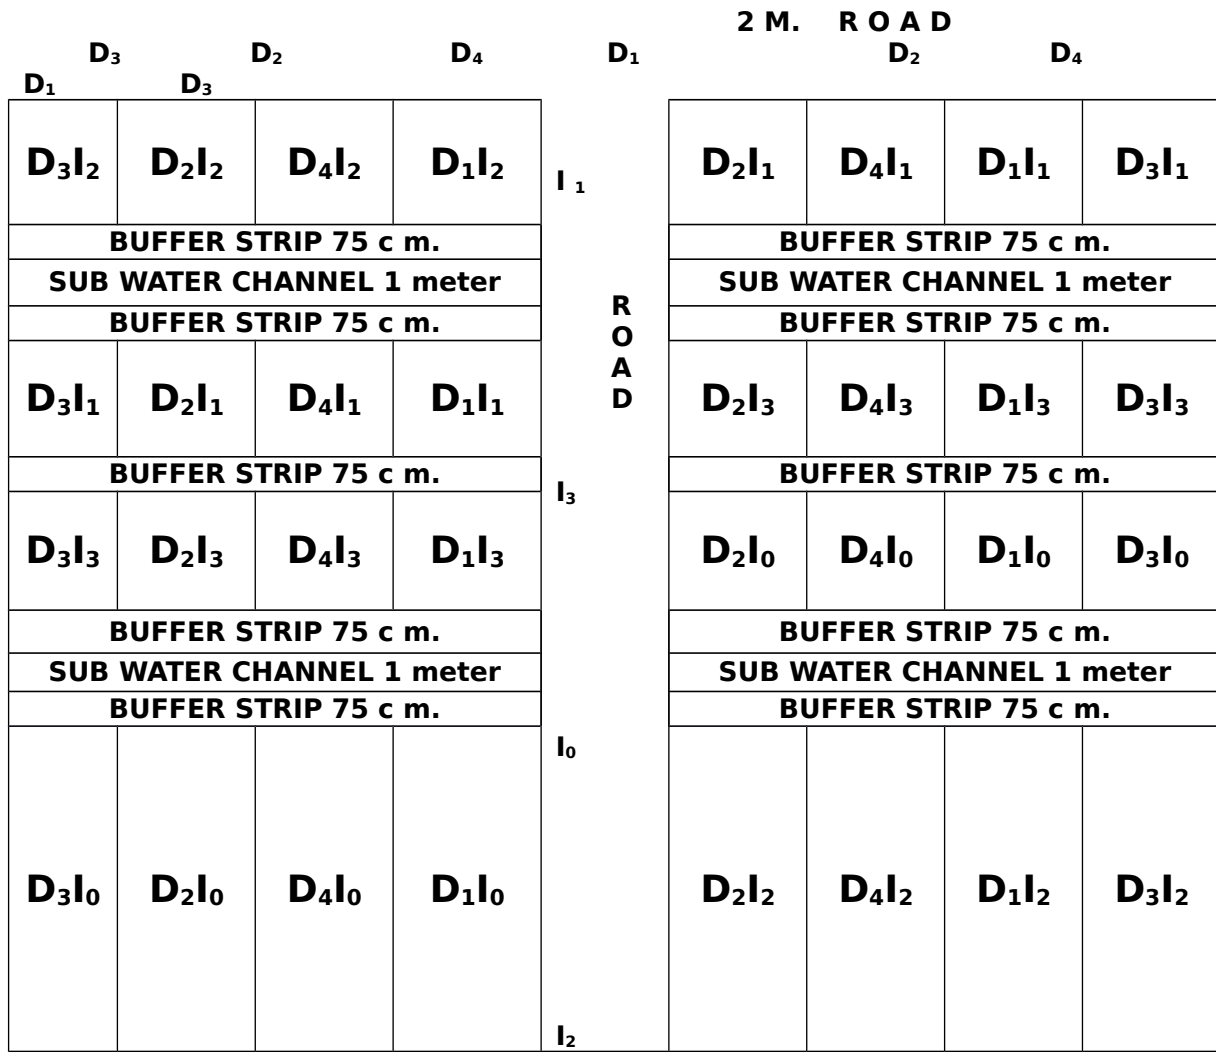 2 M. R O A D
D₃ D₂ D₄ D₁ D₂ D₄
D₁ D₃
D₃I₂ D₂I₂ D₄I₂ D₁I₂ I ₁ D₂I₁ D₄I₁ D₁I₁ D₃I₁
BUFFER STRIP 75 c m. BUFFER STRIP 75 c m.
SUB WATER CHANNEL 1 meter SUB WATER CHANNEL 1 meter
BUFFER STRIP 75 c m. R BUFFER STRIP 75 c m.
O
A
D₃I₁ D₂I₁ D₄I₁ D₁I₁ D D₂I₃ D₄I₃ D₁I₃ D₃I₃
BUFFER STRIP 75 c m. BUFFER STRIP 75 c m.
I₃
D₃I₃ D₂I₃ D₄I₃ D₁I₃ D₂I₀ D₄I₀ D₁I₀ D₃I₀
BUFFER STRIP 75 c m. BUFFER STRIP 75 c m.
SUB WATER CHANNEL 1 meter SUB WATER CHANNEL 1 meter
BUFFER STRIP 75 c m. BUFFER STRIP 75 c m.
I₀
D₃I₀ D₂I₀ D₄I₀ D₁I₀ D₂I₂ D₄I₂ D₁I₂ D₃I₂
I₂